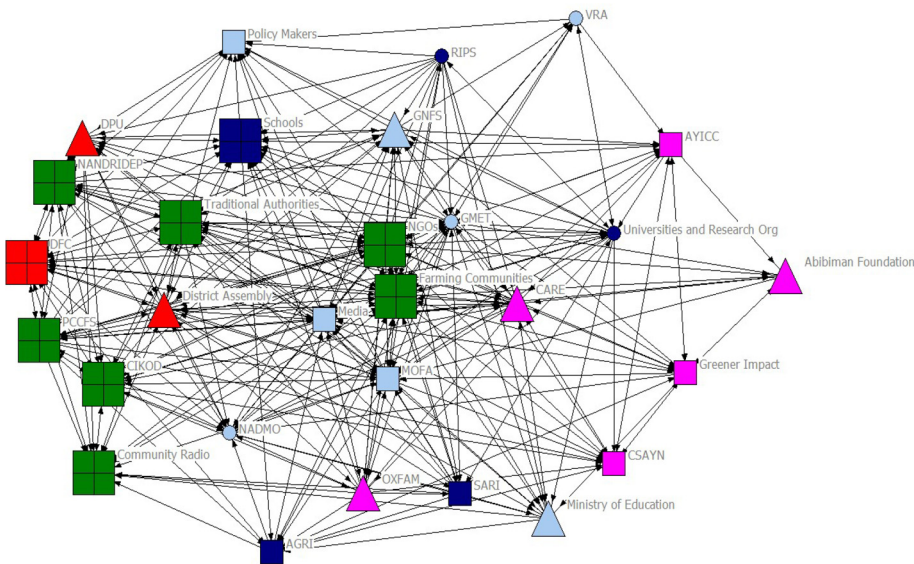 VRA
Policy Makers
RIPS
GNFS
DPU
Schools
AYICC
NANDRIDEP
Traditional Authorities
GMET
NGOs
Universities and Research Org
IDFC
Abibiman Foundation
Farming Communities
CARE
District Assembly
Media
PCCFS
Greener Impact
CIKOD
MOFA
NADMO
Community Radio
CSAYN
OXFAM
SARI
Ministry of Education
AGRI